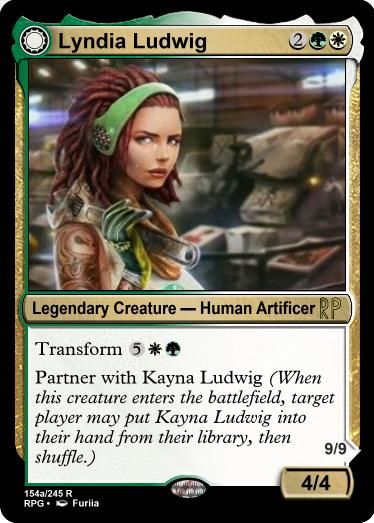 Lyndia Ludwig 2
Legendary Creature — Human Artificer RP
Transform 5
Partner with Kayna Ludwig (When
this creature enters the battlefield, target
player may put Kayna Ludwig into
their hand from their library, then
shuffle.)
9/9
4/4
154a/245 R
RPG • Furiia